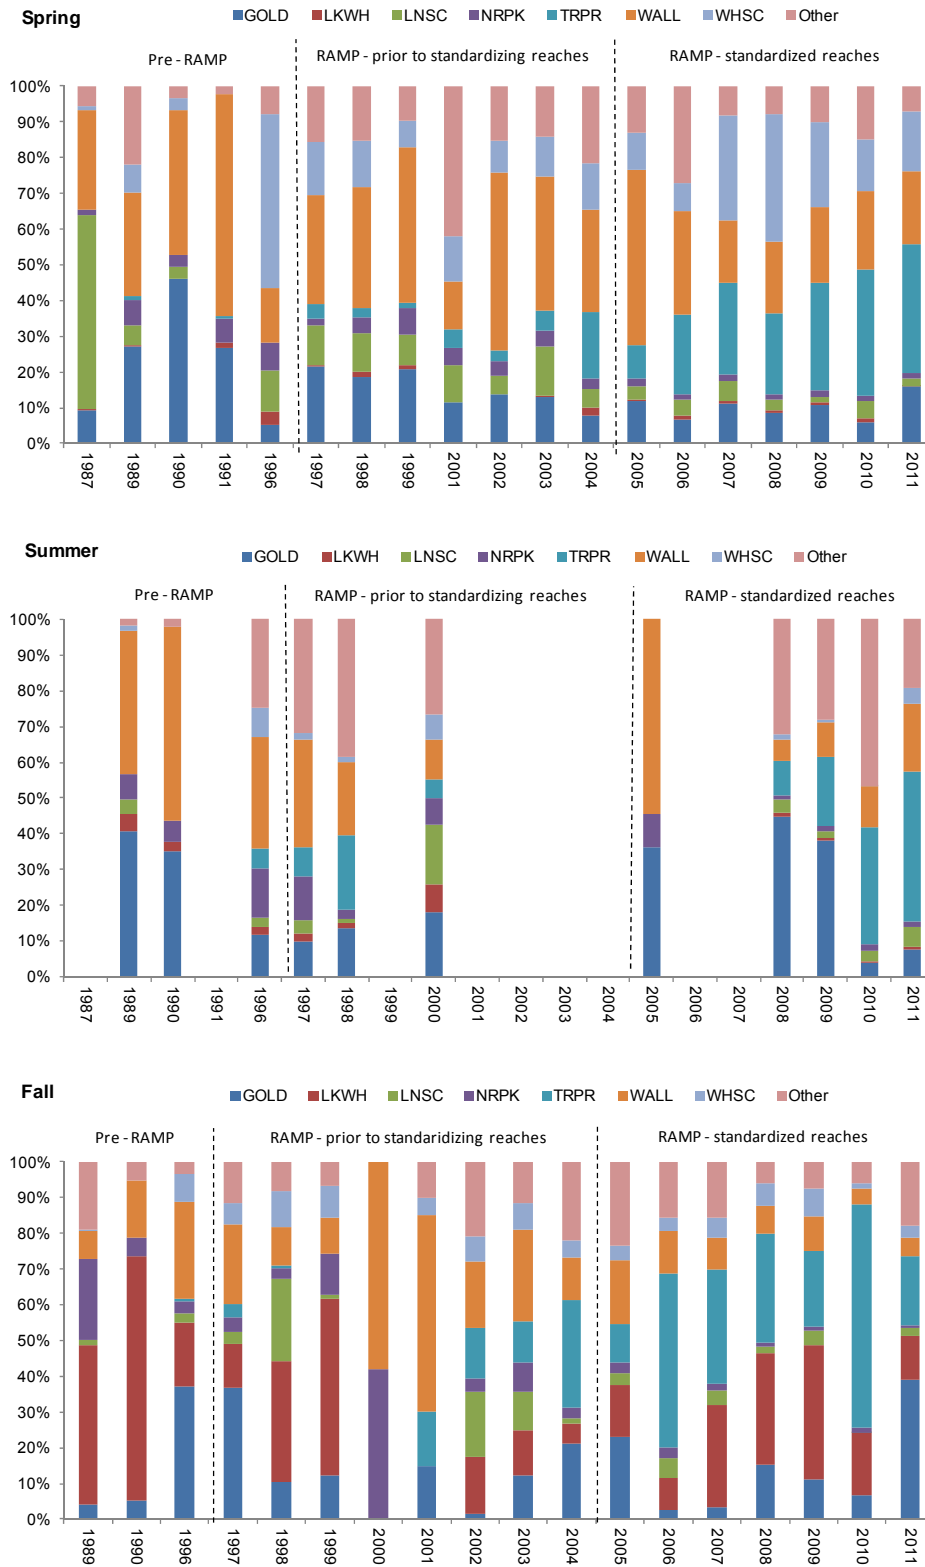 Spring
GOLD LKWH LNSC NRPK TRPR WALL WHSC Other
Pre - RAMP RAMP - prior to standardizing reaches RAMP - standardized reaches
100%
90%
80%
70%
60%
50%
40%
30%
20%
10%
0%
1987 1989 1990 1991 1996 1997 1998 1999 2001 2002 2003 2004 2005 2006 2007 2008 2009 2010 2011
Summer
GOLD LKWH LNSC NRPK TRPR WALL WHSC Other
Pre - RAMP RAMP - prior to standardizing reaches RAMP - standardized reaches
100%
90%
80%
70%
60%
50%
40%
30%
20%
10%
0%
1987 1989 1990 1991 1996 1997 1998 1999 2000 2001 2002 2003 2004 2005 2006 2007 2008 2009 2010 2011
Fall
GOLD LKWH LNSC NRPK TRPR WALL WHSC Other
Pre - RAMP RAMP - prior to standaridizing reaches RAMP - standardized reaches
100%
90%
80%
70%
60%
50%
40%
30%
20%
10%
0%
1989 1990 1996 1997 1998 1999 2000 2001 2002 2003 2004 2005 2006 2007 2008 2009 2010 2011